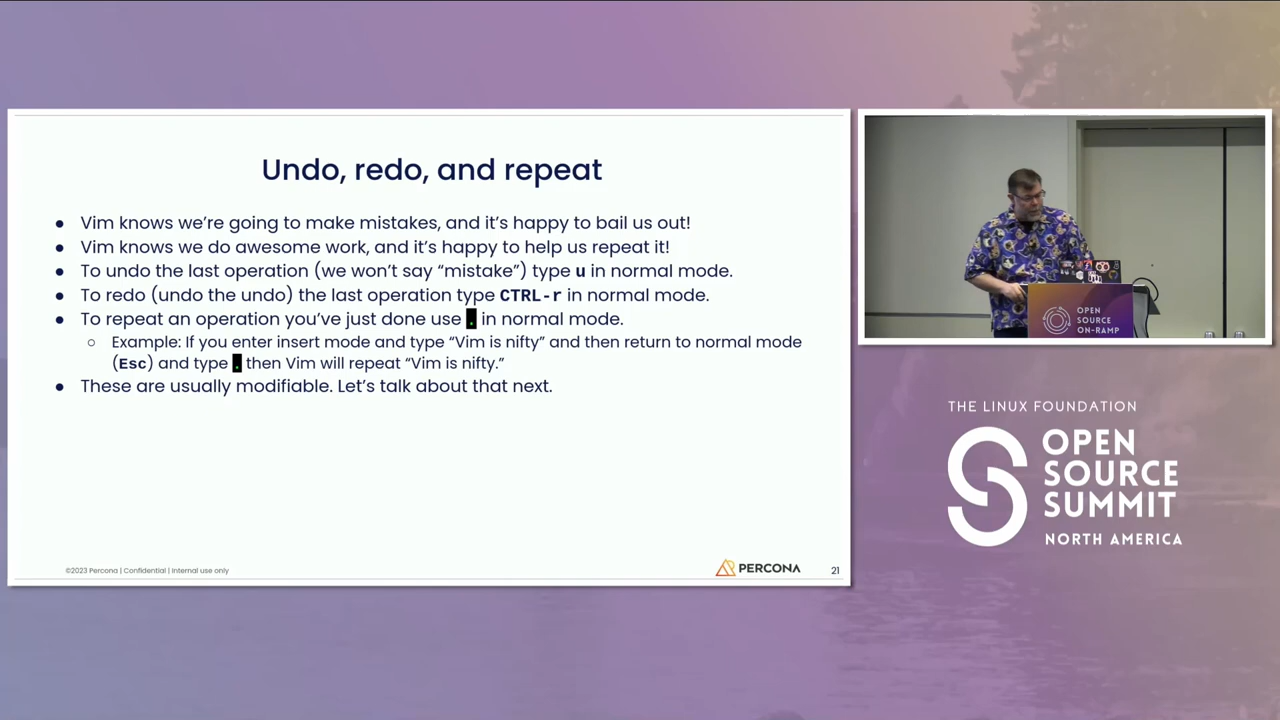 Undo, redo, and repeat
● Vim knows we’re going to make mistakes, and it’s happy to bail us out!
● Vim knows we do awesome work, and it’s happy to help us repeat it!
● To undo the last operation (we won’t say “mistake”) type u in normal mode.
● To redo (undo the undo) the last operation type CTRL-r in normal mode.
● To repeat an operation you’ve just done use . in normal mode.
○ Example: If you enter insert mode and type “Vim is nifty” and then return to normal mode
(Esc) and type . then Vim will repeat “Vim is nifty.”
● These are usually modifiable. Let’s talk about that next.
©2023 Percona | Confidential | Internal use only
PERCONA
21
OPEN
SOURCE
ON-RAMP
THE LINUX FOUNDATION
OPEN
SOURCE
SUMMIT
NORTH AMERICA